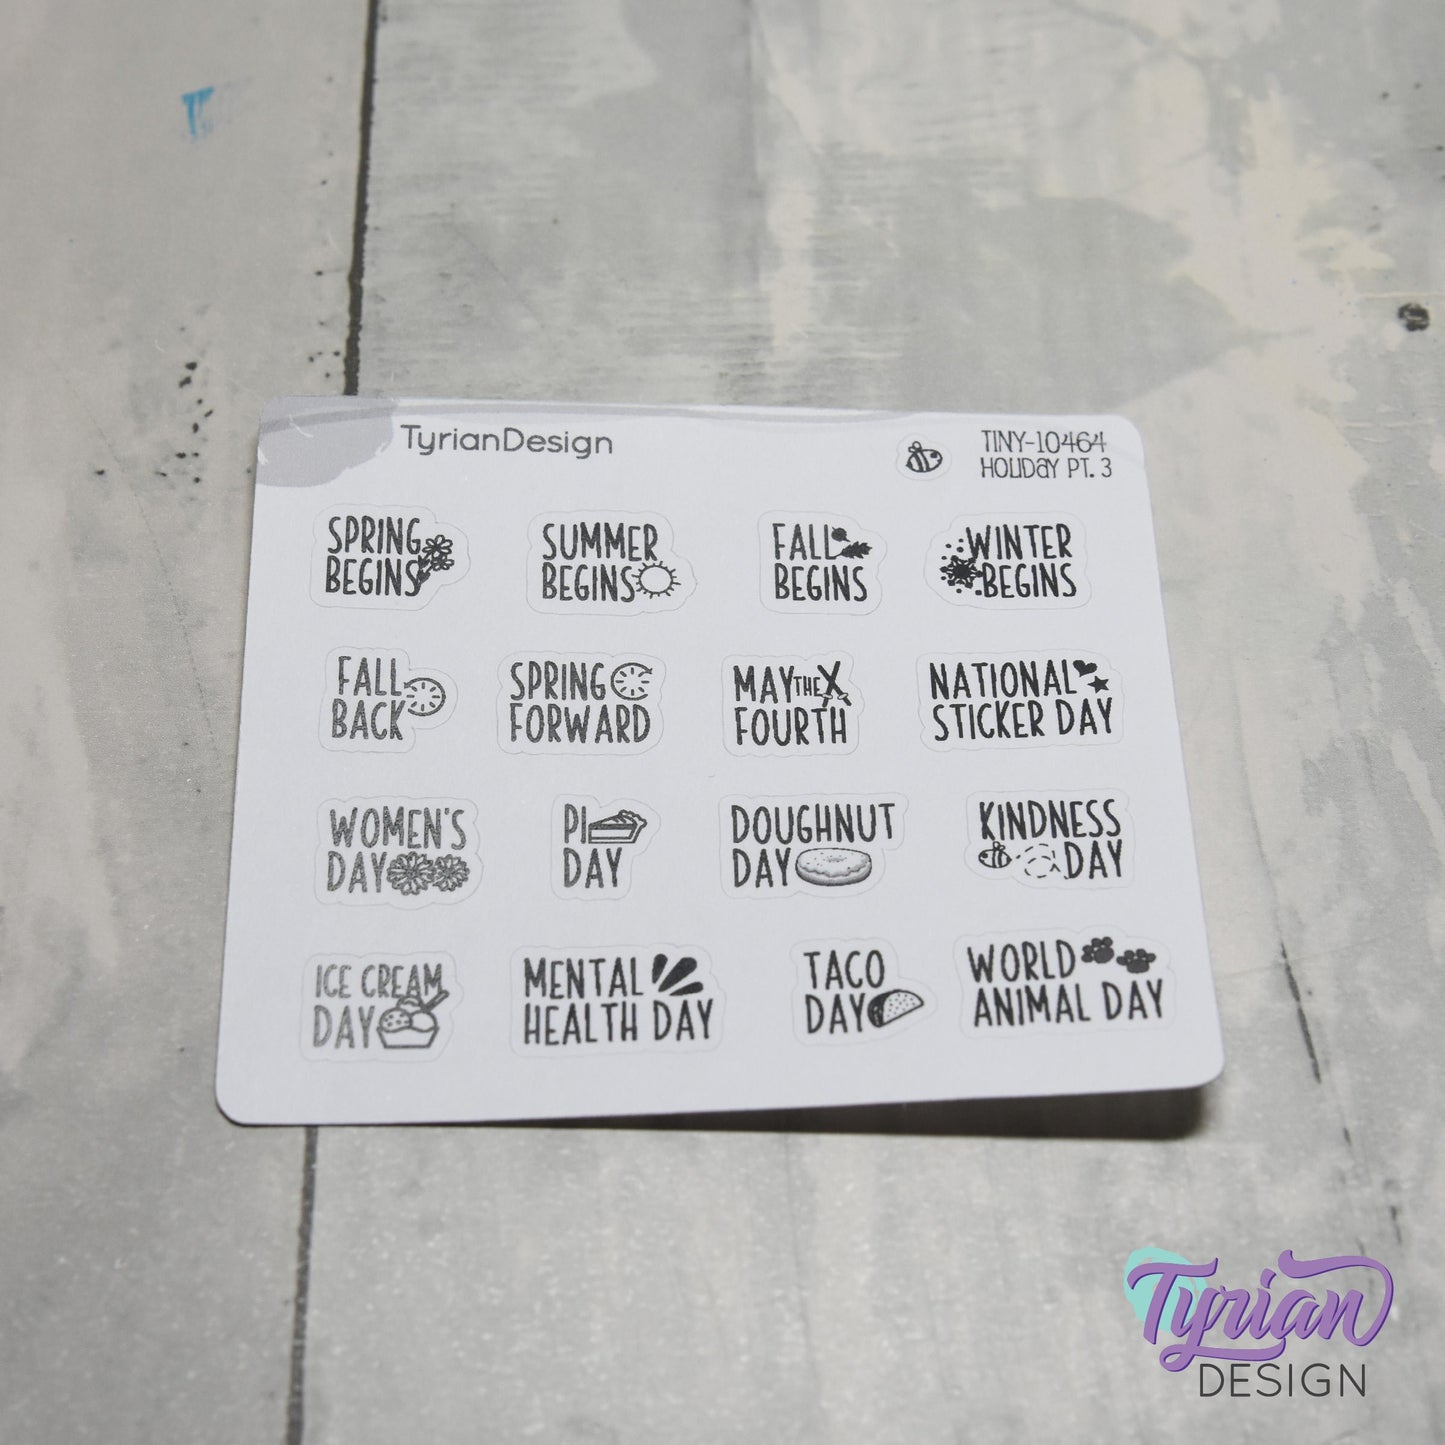 TyrianDesign
TINY-10464
HOLIDAY PT. 3
SPRING
BEGINS
SUMMER
BEGINS
FALL
BEGINS
WINTER
BEGINS
FALL
BACK
SPRING
FORWARD
MAY THE
FOURTH
NATIONAL
STICKER DAY
WOMEN'S
DAY
PI
DAY
DOUGHNUT
DAY
KINDNESS
DAY
ICE CREAM
DAY
MENTAL
HEALTH DAY
TACO
DAY
WORLD
ANIMAL DAY
Tyrian
DESIGN